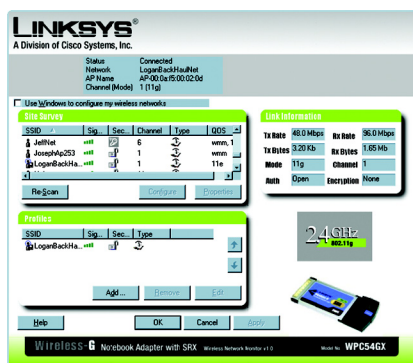 LINKSYS®
A Division of Cisco Systems, Inc.
Status Connected
Network LoganBackHaulNet
AP Name AP-00:0a:f5:00:02:0d
Channel (Mode) 1 (11g)
Use Windows to configure my wireless networks
Site Survey
SSID Sig... Sec... Channel Type QOS
JeffNet 6 wmm, 1
JosephAp253 1 wmm
LoganBackHa... 1 11e
Re-Scan Configure Properties
Link Information
Tx Rate 48.0 Mbps Rx Rate 96.0 Mbps
Tx Bytes 3.20 Kb Rx Bytes 1.65 Mb
Mode 11g Channel 1
Auth Open Encryption None
Profiles
SSID Sig... Sec... Type
LoganBackHa...
Add... Remove Edit
2.4GHz
802.11g
Help OK Cancel Apply
Wireless-G Notebook Adapter with SRX Wireless Network Monitor v1.0 Model No. WPC54GX